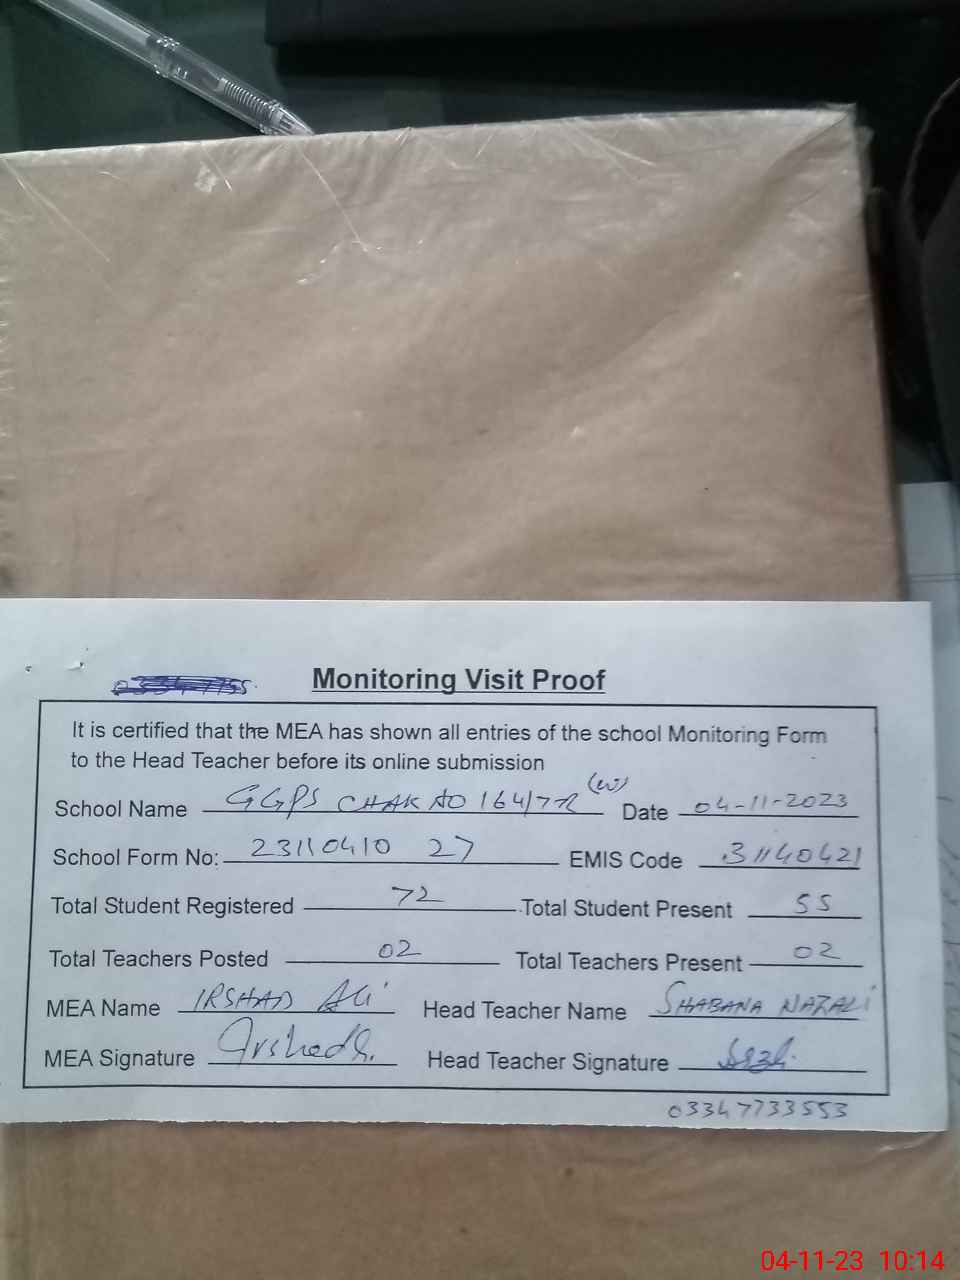 Monitoring Visit Proof
It is certified that the MEA has shown all entries of the school Monitoring Form
to the Head Teacher before its online submission
School Name GGPS CHAK NO 164/7R (W) Date 04-11-2023
School Form No: 23110410 27 EMIS Code 31140421
Total Student Registered 72 Total Student Present 55
Total Teachers Posted 02 Total Teachers Present 02
MEA Name IRSHAD Ali Head Teacher Name SHABANA NAZALI
MEA Signature Head Teacher Signature
03347733553
04-11-23 10:14